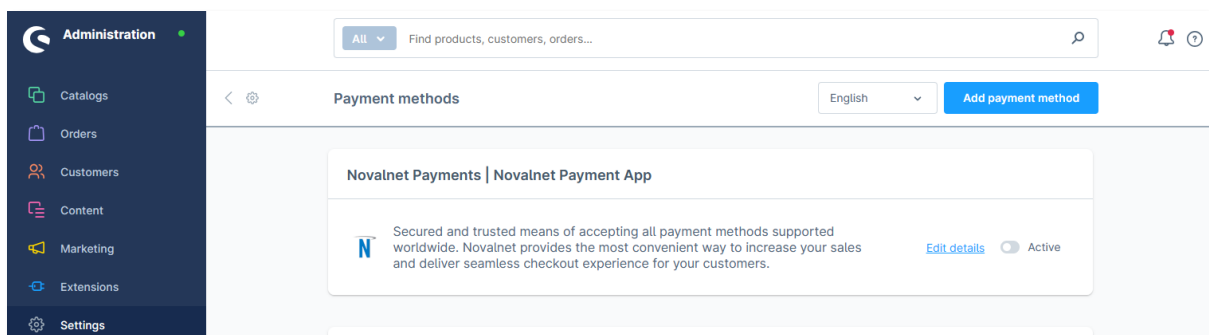 Administration
All
Find products, customers, orders...
Catalogs
Orders
Customers
Content
Marketing
Extensions
Settings
Payment methods
English
Add payment method
Novalnet Payments | Novalnet Payment App
N
Secured and trusted means of accepting all payment methods supported
worldwide. Novalnet provides the most convenient way to increase your sales
and deliver seamless checkout experience for your customers.
Edit details
Active